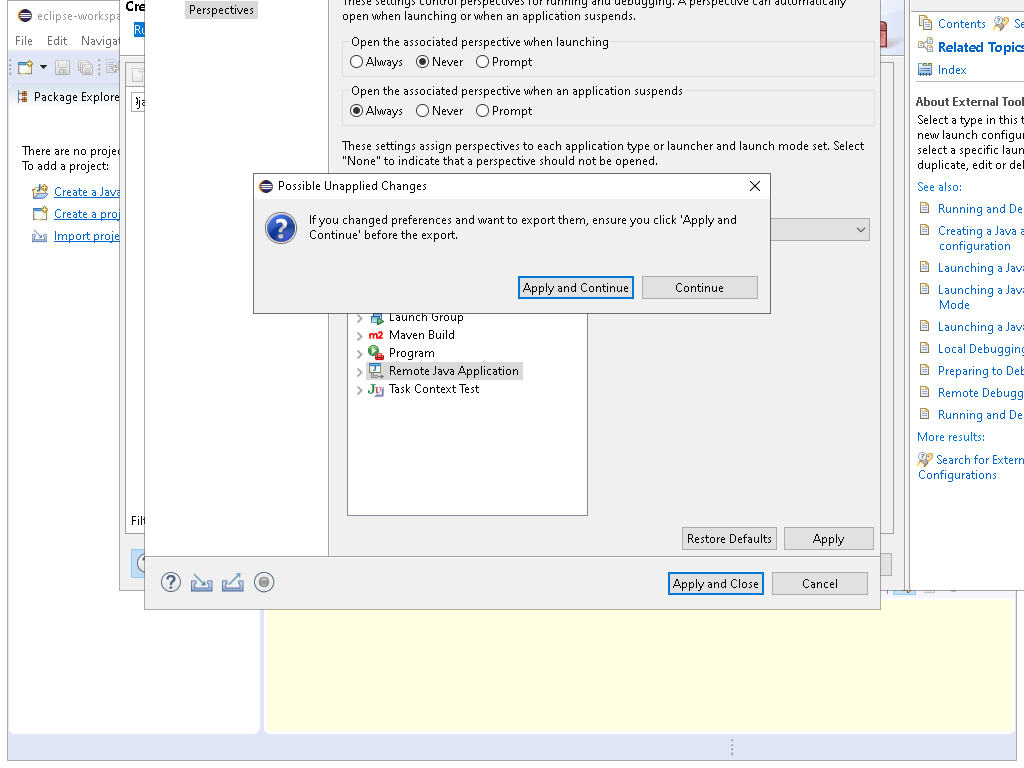 eclipse-workspa
File Edit Navigat
Package Explore
There are no projec
To add a project:
Create a Java
Create a proj
Import proje
Cre
Ru
Filt
Perspectives
These settings control perspectives for running and debugging. A perspective can automatically
open when launching or when an application suspends.
Open the associated perspective when launching
Always Never Prompt
Open the associated perspective when an application suspends
Always Never Prompt
These settings assign perspectives to each application type or launcher and launch mode set. Select
"None" to indicate that a perspective should not be opened.
Possible Unapplied Changes
If you changed preferences and want to export them, ensure you click 'Apply and
Continue' before the export.
Apply and Continue Continue
Launch Group
m2 Maven Build
Program
Remote Java Application
Task Context Test
Restore Defaults Apply
Apply and Close Cancel
Contents Se
Related Topics
Index
About External Tool
Select a type in this t
new launch configur
select a specific laun
duplicate, edit or del
See also:
Running and De
Creating a Java a
configuration
Launching a Java
Launching a Java
Mode
Launching a Java
Local Debugging
Preparing to Deb
Remote Debugg
Running and De
More results:
Search for Extern
Configurations